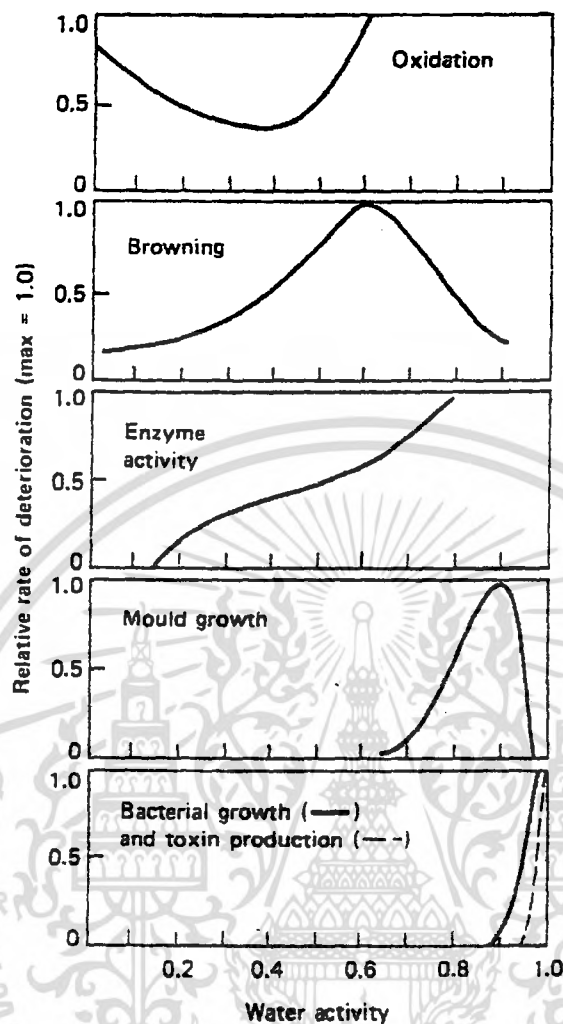 1.0
Oxidation
0.5
0
1.0
Browning
0.5
0
1.0
Enzyme
activity
0.5
0
1.0
Mould growth
0.5
0
1.0
Bacterial growth (—)
and toxin production (– –)
0.5
0
0.2 0.4 0.6 0.8 1.0
Water activity
Relative rate of deterioration (max = 1.0)